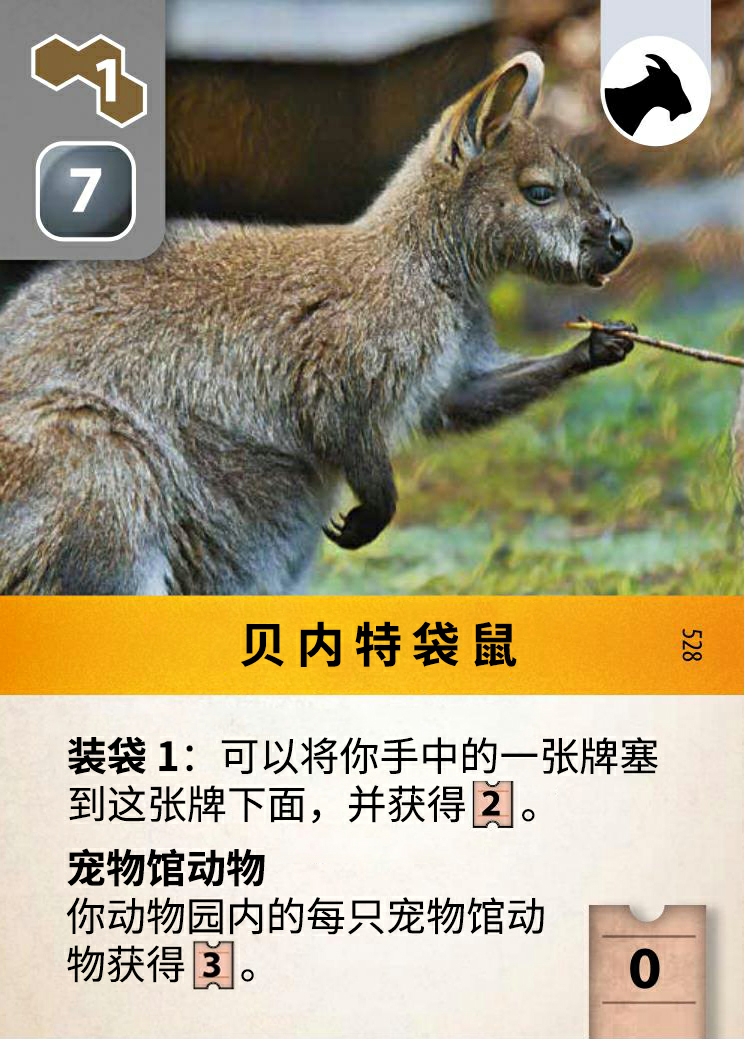 1
7
贝内特袋鼠
528
装袋 1：可以将你手中的一张牌塞
到这张牌下面，并获得 2 。
宠物馆动物
你动物园内的每只宠物馆动
物获得 3 。
0